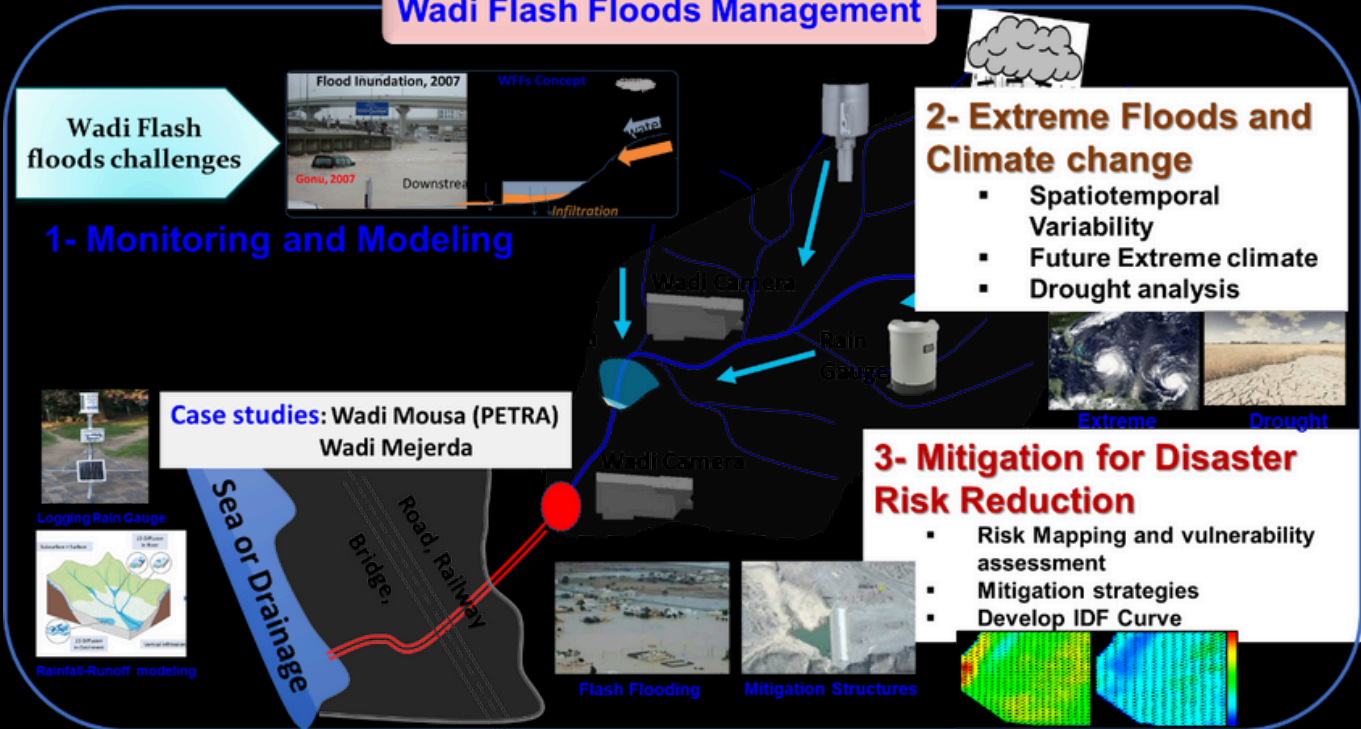 Wadi Flash Floods Management
Wadi Flash
floods challenges
Flood Inundation, 2007
Gonu, 2007
WFFs Concept
water
Downstrea
Infiltration
1- Monitoring and Modeling
2- Extreme Floods and
Climate change
▪ Spatiotemporal
Variability
▪ Future Extreme climate
▪ Drought analysis
Wadi Camera
Rain
Gauge
Extreme
Drought
Case studies: Wadi Mousa (PETRA)
Wadi Mejerda
Wadi Camera
3- Mitigation for Disaster
Risk Reduction
▪ Risk Mapping and vulnerability
assessment
▪ Mitigation strategies
▪ Develop IDF Curve
Logging Rain Gauge
Rainfall-Runoff modeling
Sea or Drainage
Bridge,
Road, Railway
Flash Flooding
Mitigation Structures